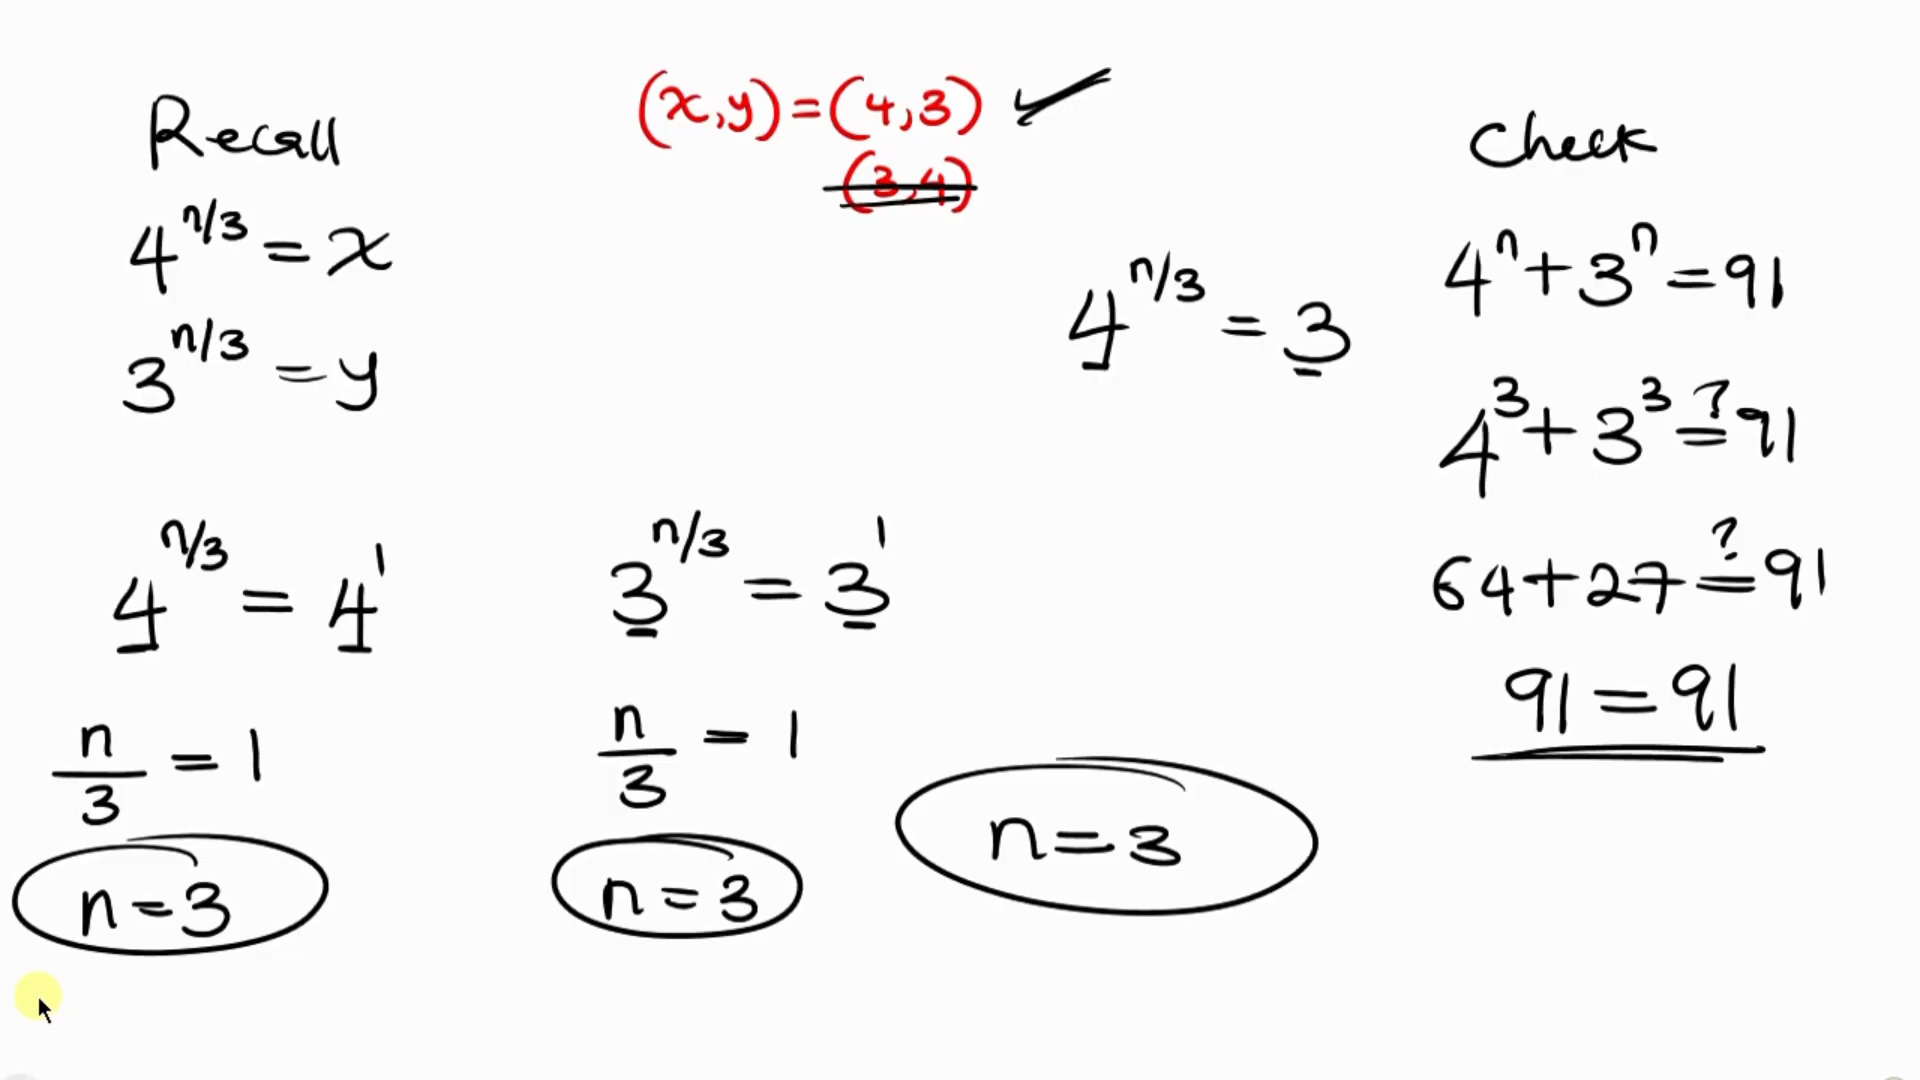 Recall
4^{n/3} = x
3^{n/3} = y
4^{n/3} = 4^1
n/3 = 1
n=3
(x,y)=(4,3) ✓
(3,4)
3^{n/3} = 3^1
n/3 = 1
n=3
4^{n/3} = 3
n=3
Check
4^n+3^n=91
4^3+3^3 ?= 91
64+27 ?= 91
91=91